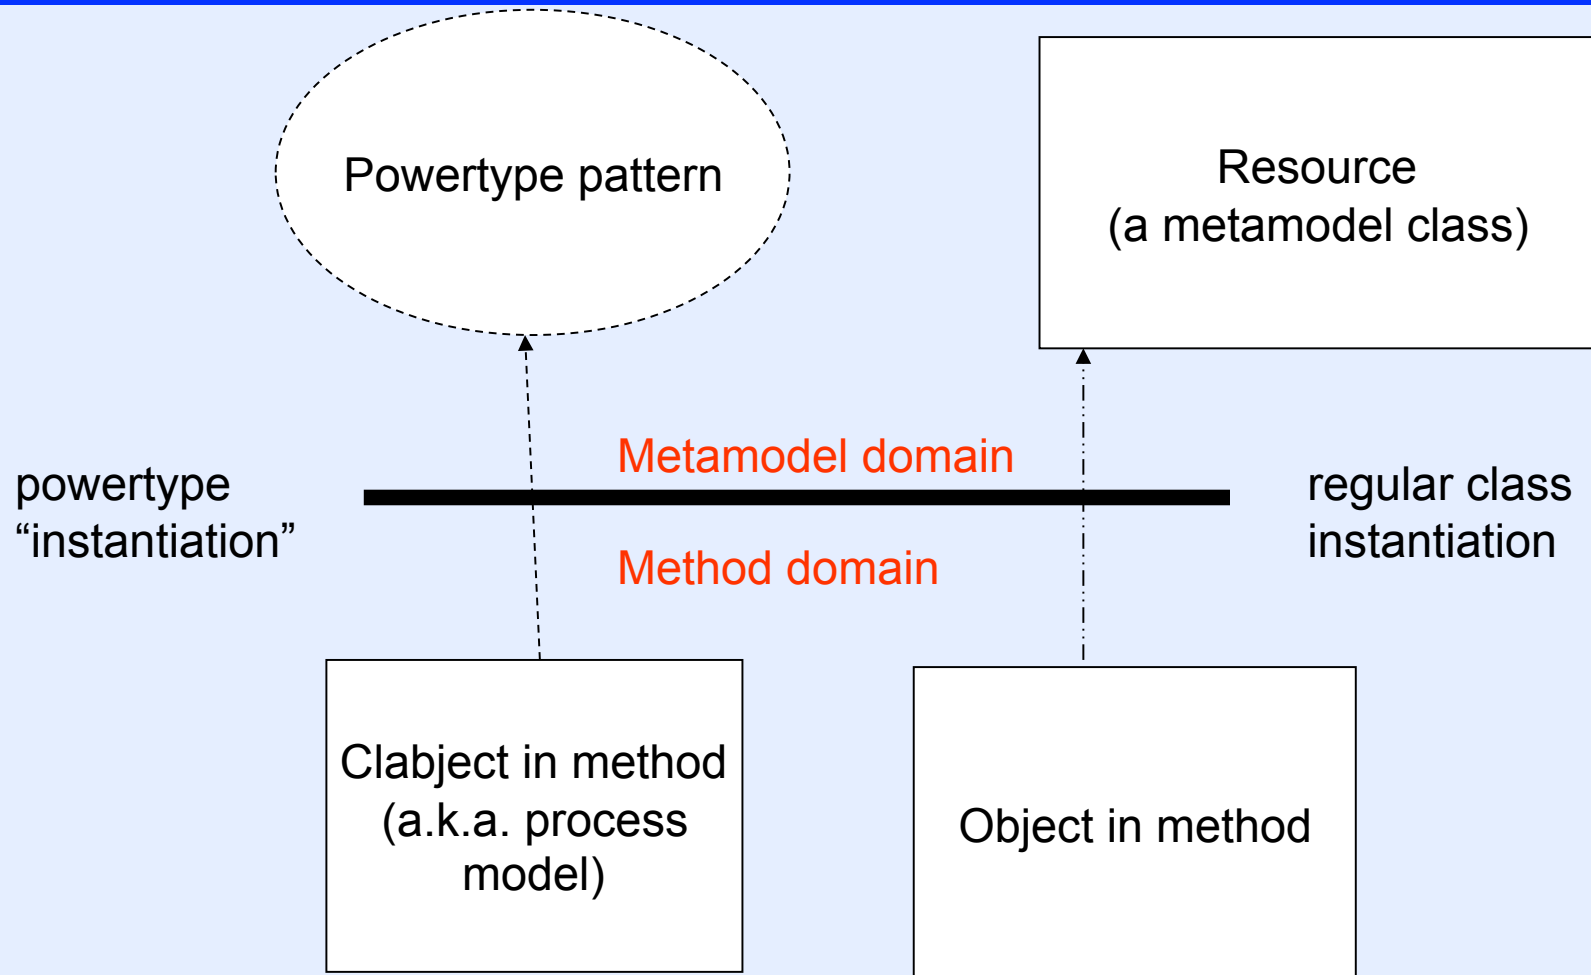 Powertype pattern
Resource
(a metamodel class)
Metamodel domain
powertype
“instantiation”
regular class
instantiation
Method domain
Clabject in method
(a.k.a. process
model)
Object in method